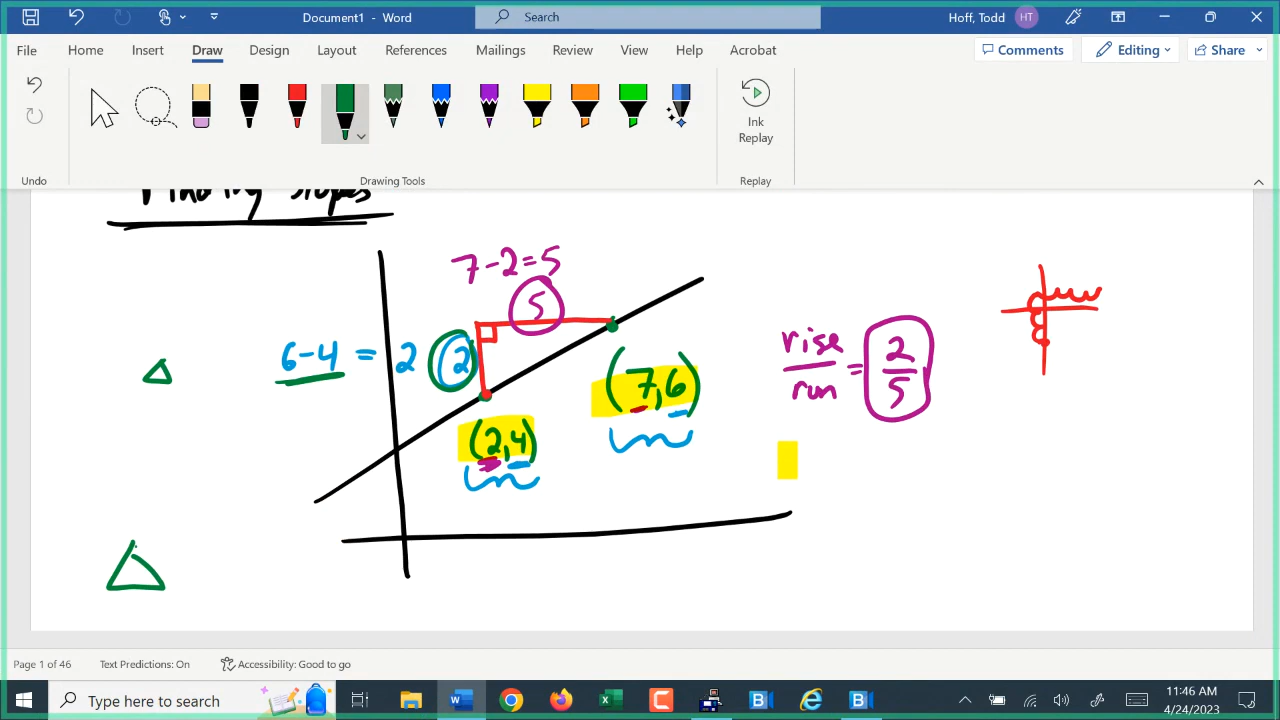 Document1 - Word
Search
Hoff, Todd
HT
File Home Insert Draw Design Layout References Mailings Review View Help Acrobat
Comments
Editing
Share
Ink
Replay
Undo
Drawing Tools
Replay
Finding slopes
7-2=5
5
6-4 = 2
2
(7,6)
(2,4)
rise/run = 2/5
Page 1 of 46
Text Predictions: On
Accessibility: Good to go
Type here to search
11:46 AM
4/24/2023